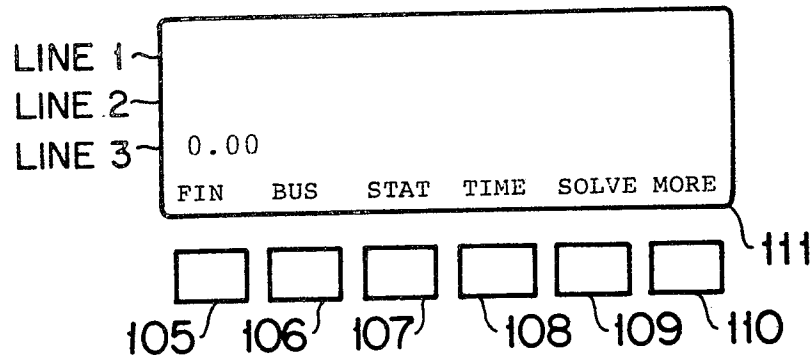 LINE 1
LINE 2
LINE 3 0.00
FIN BUS STAT TIME SOLVE MORE
111
105 106 107 108 109 110